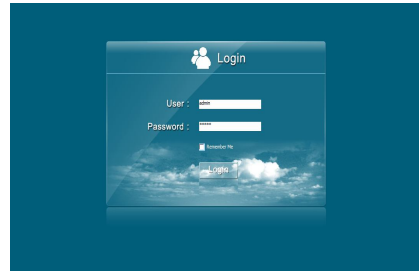 Login
User : admin
Password : ******
Remember Me
Login